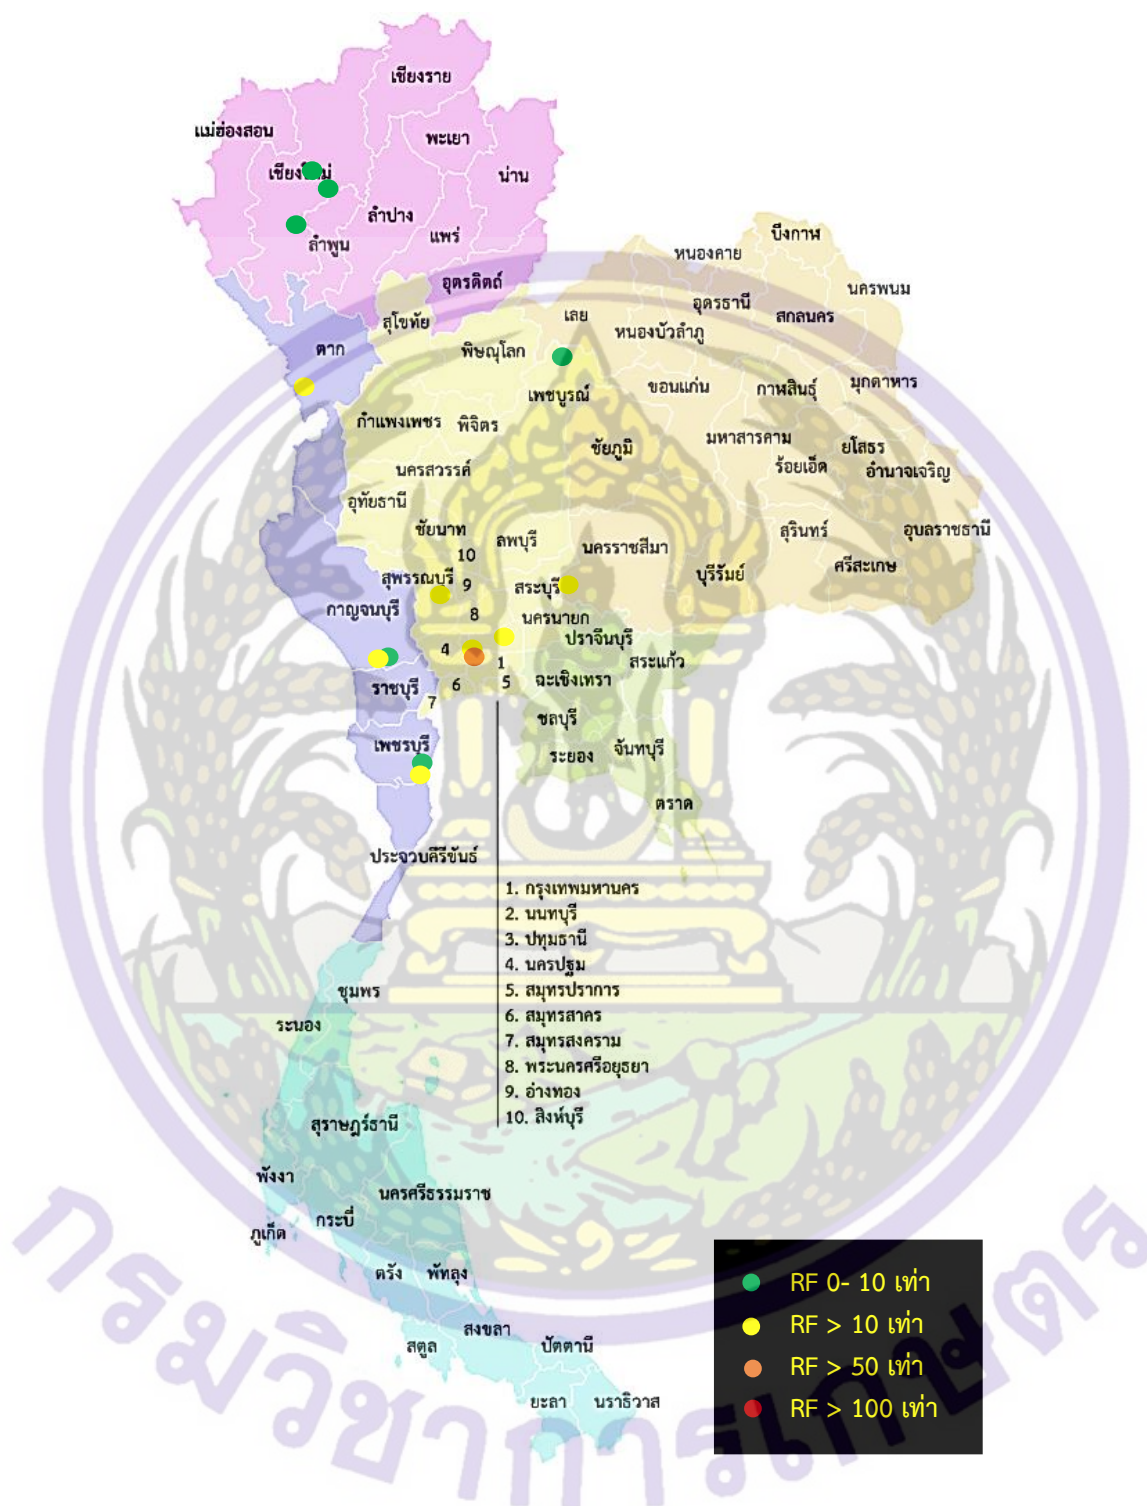 เชียงราย
แม่ฮ่องสอน
พะเยา
เชียงใหม่
น่าน
ลำปาง
ลำพูน
แพร่
บึงกาฬ
หนองคาย
อุตรดิตถ์
นครพนม
อุดรธานี
สกลนคร
เลย
สุโขทัย
หนองบัวลำภู
ตาก
พิษณุโลก
ขอนแก่น
กาฬสินธุ์
มุกดาหาร
เพชบูรณ์
กำแพงเพชร
พิจิตร
มหาสารคาม
ชัยภูมิ
ยโสธร
ร้อยเอ็ด
อำนาจเจริญ
นครสวรรค์
อุทัยธานี
ชัยนาท
ลพบุรี
นครราชสีมา
สุรินทร์
อุบลราชธานี
10
ศรีสะเกษ
บุรีรัมย์
สุพรรณบุรี
9
สระบุรี
กาญจนบุรี
8
นครนายก
ปราจีนบุรี
4
1
สระแก้ว
ราชบุรี
6
5
ฉะเชิงเทรา
7
ชลบุรี
เพชรบุรี
ระยอง
จันทบุรี
ตราด
ประจวบคีรีขันธ์
1. กรุงเทพมหานคร
2. นนทบุรี
3. ปทุมธานี
4. นครปฐม
5. สมุทรปราการ
6. สมุทรสาคร
7. สมุทรสงคราม
8. พระนครศรีอยุธยา
9. อ่างทอง
10. สิงห์บุรี
ชุมพร
ระนอง
สุราษฎร์ธานี
พังงา
นครศรีธรรมราช
กระบี่
ภูเก็ต
ตรัง
พัทลุง
สงขลา
สตูล
ปัตตานี
ยะลา
นราธิวาส
RF 0- 10 เท่า
RF > 10 เท่า
RF > 50 เท่า
RF > 100 เท่า
กรมวิชาการเกษตร